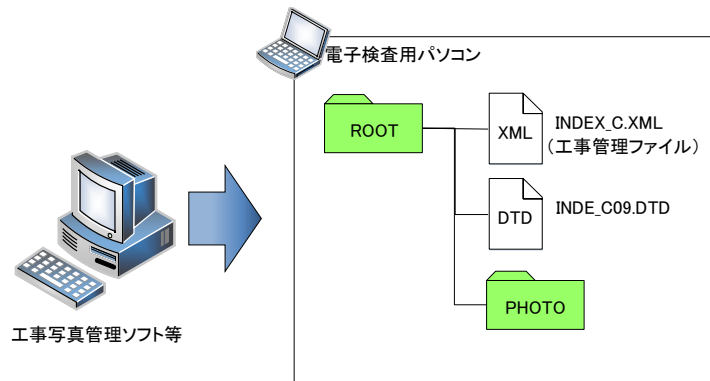 電子検査用パソコン
ROOT
XML
INDEX_C.XML
（工事管理ファイル）
DTD
INDE_C09.DTD
PHOTO
工事写真管理ソフト等